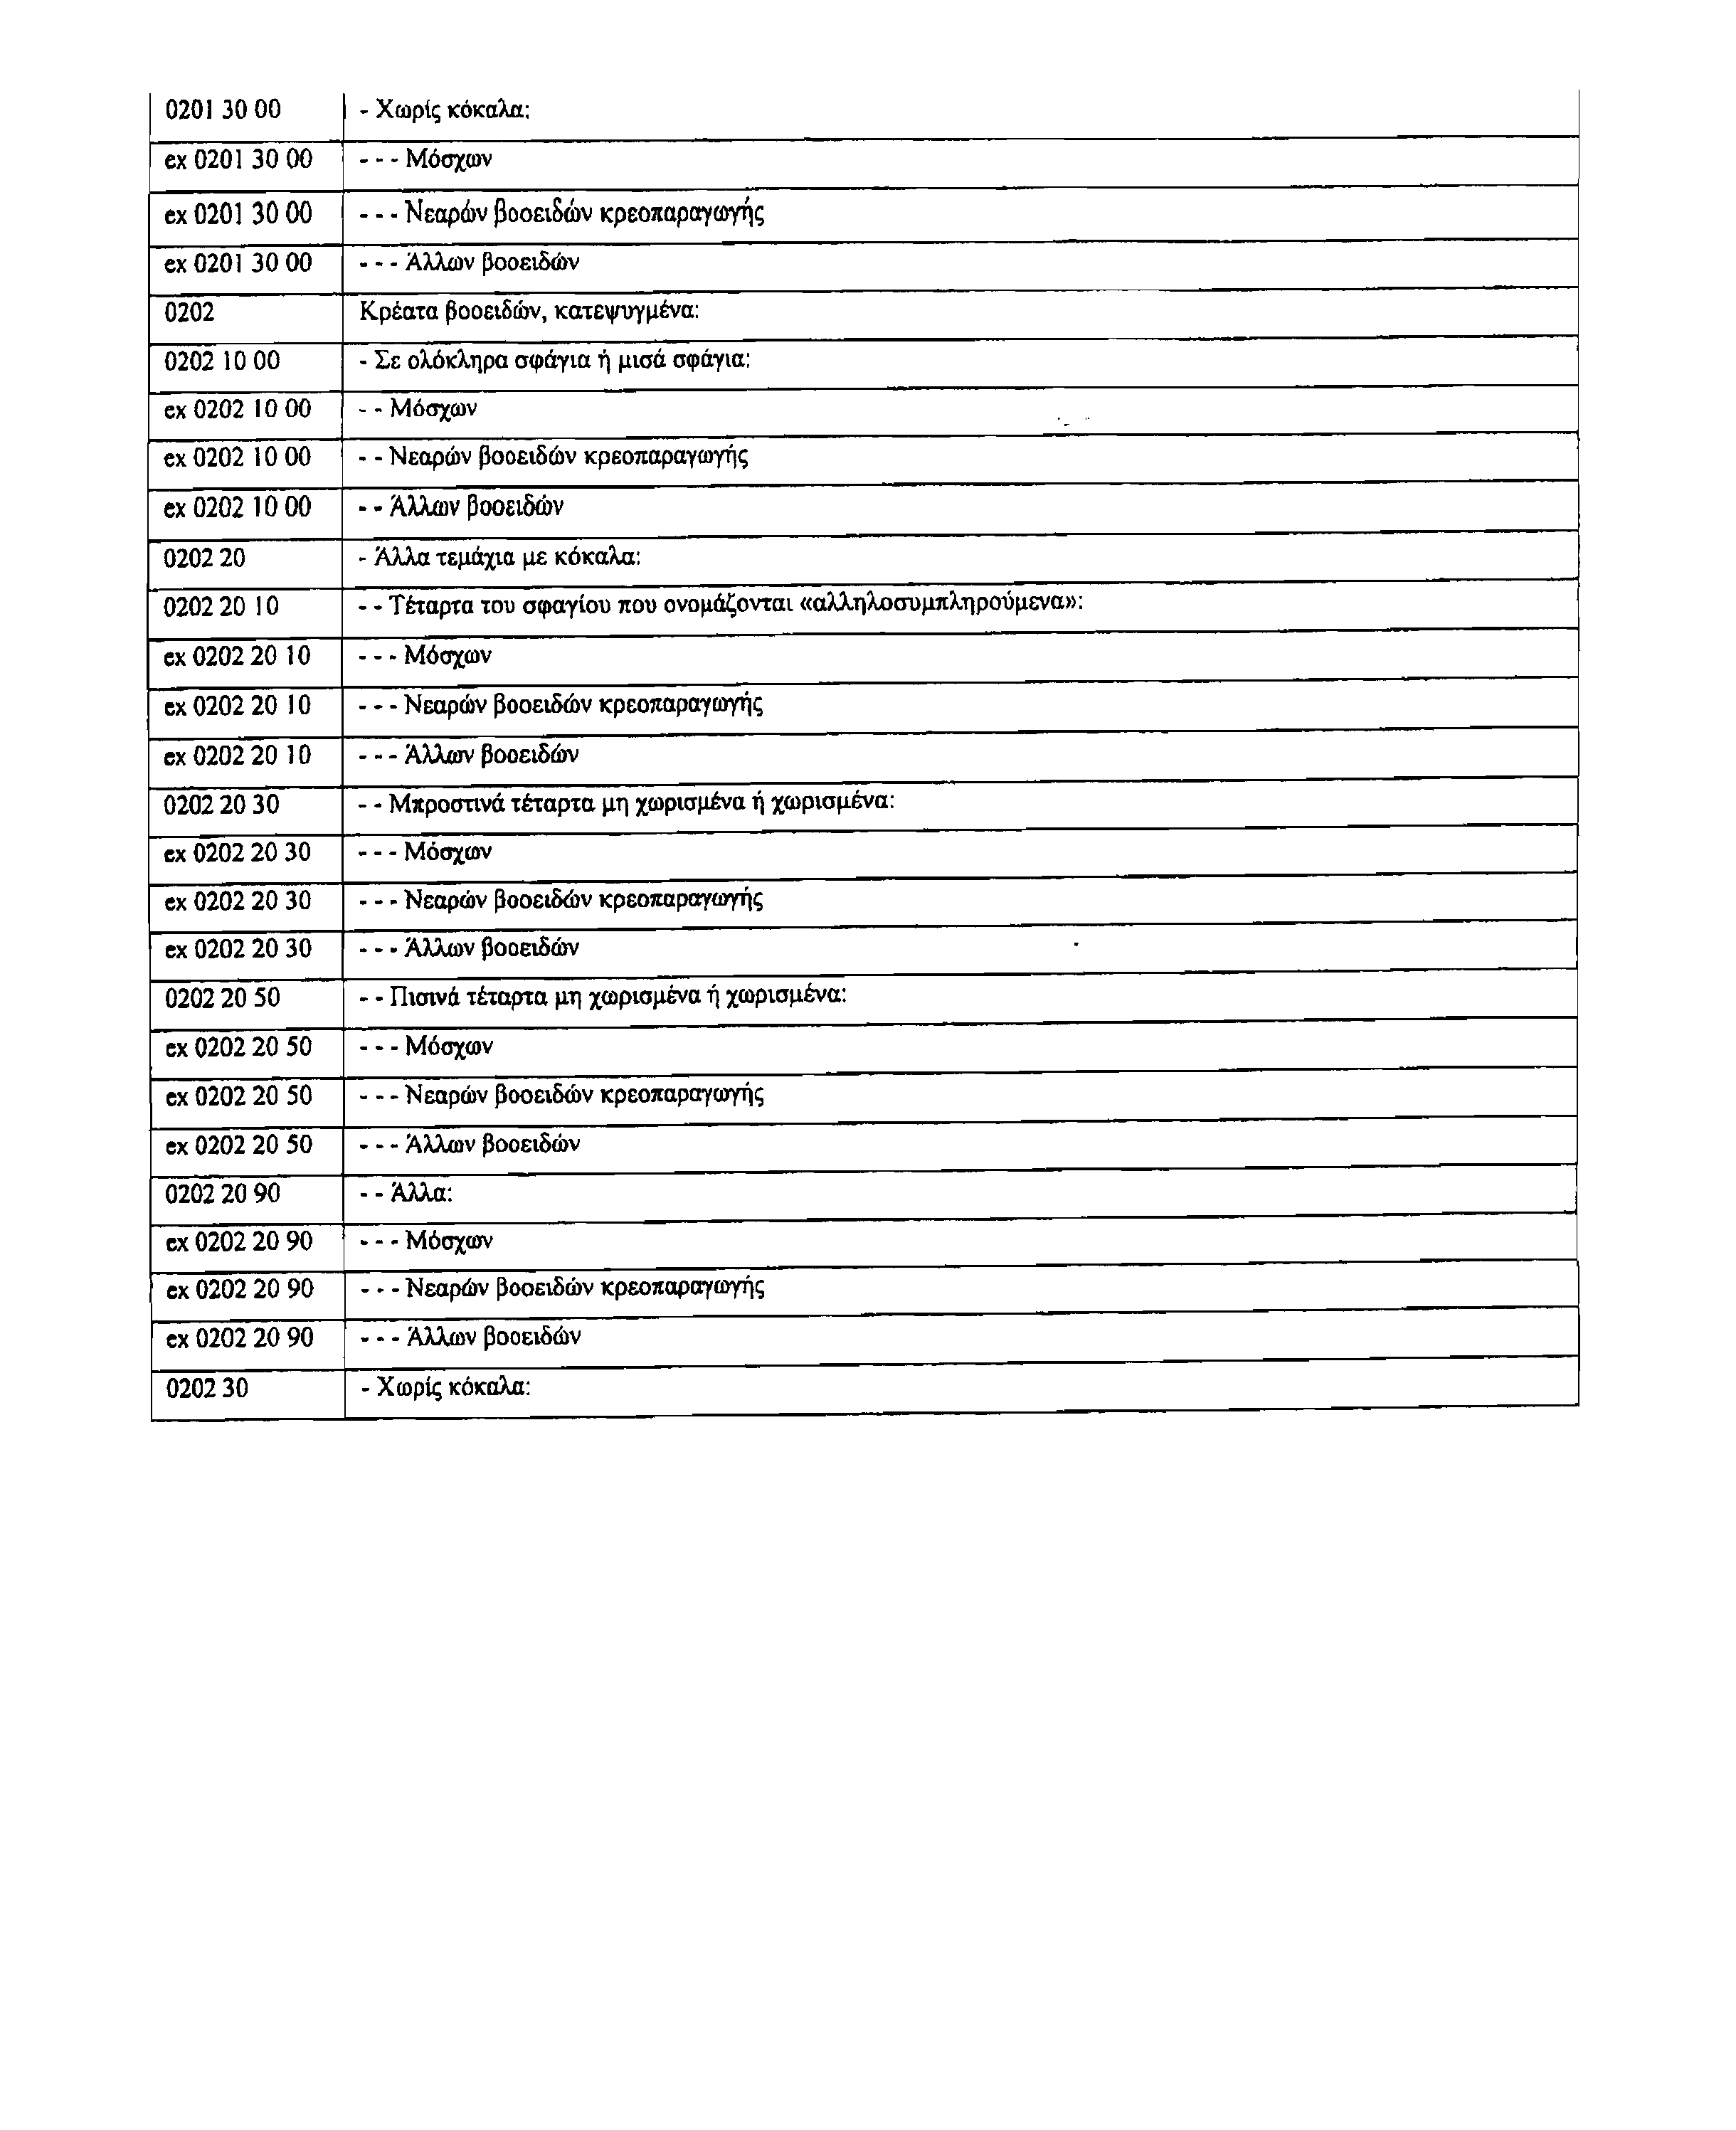 0201 30 00 - Χωρίς κόκαλα:
ex 0201 30 00 - - - Μόσχων
ex 0201 30 00 - - - Νεαρών βοοειδών κρεοπαραγωγής
ex 0201 30 00 - - - Άλλων βοοειδών
0202 Κρέατα βοοειδών, κατεψυγμένα:
0202 10 00 - Σε ολόκληρα σφάγια ή μισά σφάγια:
ex 0202 10 00 - - Μόσχων
ex 0202 10 00 - - Νεαρών βοοειδών κρεοπαραγωγής
ex 0202 10 00 - - Άλλων βοοειδών
0202 20 - Άλλα τεμάχια με κόκαλα:
0202 20 10 - - Τέταρτα του σφαγίου που ονομάζονται «αλληλοσυμπληρούμενα»:
ex 0202 20 10 - - - Μόσχων
ex 0202 20 10 - - - Νεαρών βοοειδών κρεοπαραγωγής
ex 0202 20 10 - - - Άλλων βοοειδών
0202 20 30 - - Μπροστινά τέταρτα μη χωρισμένα ή χωρισμένα:
ex 0202 20 30 - - - Μόσχων
ex 0202 20 30 - - - Νεαρών βοοειδών κρεοπαραγωγής
ex 0202 20 30 - - - Άλλων βοοειδών
0202 20 50 - - Πισινά τέταρτα μη χωρισμένα ή χωρισμένα:
ex 0202 20 50 - - - Μόσχων
ex 0202 20 50 - - - Νεαρών βοοειδών κρεοπαραγωγής
ex 0202 20 50 - - - Άλλων βοοειδών
0202 20 90 - - Άλλα:
ex 0202 20 90 - - - Μόσχων
ex 0202 20 90 - - - Νεαρών βοοειδών κρεοπαραγωγής
ex 0202 20 90 - - - Άλλων βοοειδών
0202 30 - Χωρίς κόκαλα: